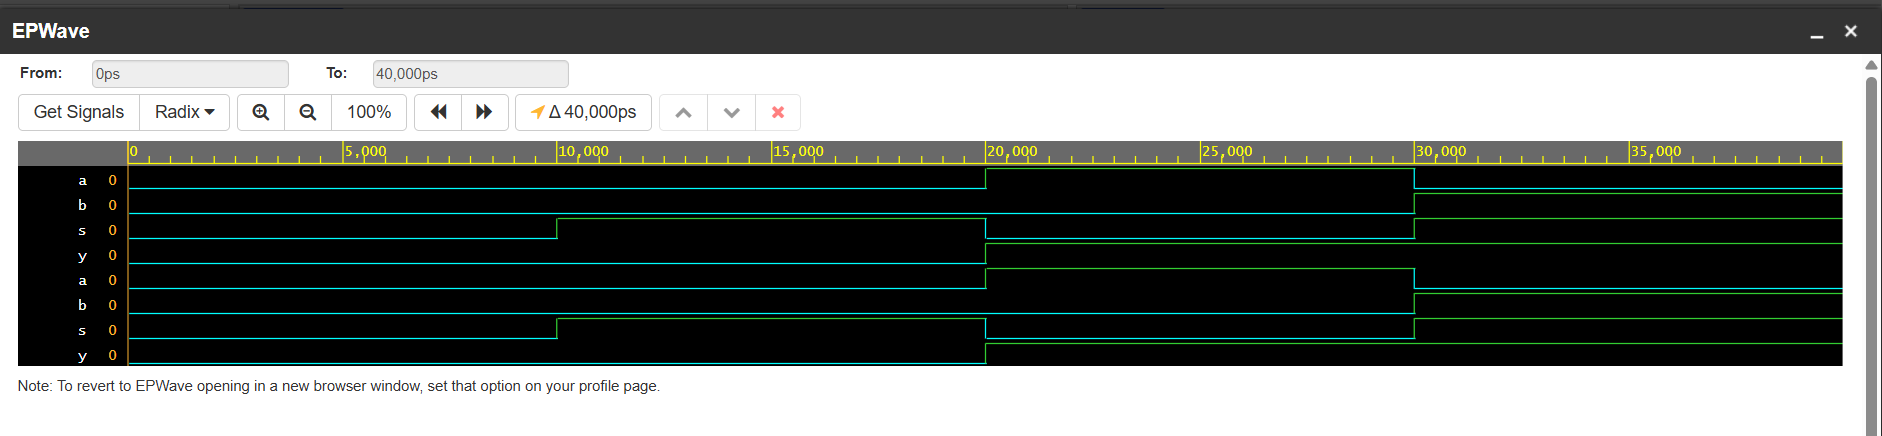 EPWave
From: 0ps To: 40,000ps
Get Signals Radix 100% Δ 40,000ps
0 5,000 10,000 15,000 20,000 25,000 30,000 35,000
a 0
b 0
s 0
y 0
a 0
b 0
s 0
y 0
Note: To revert to EPWave opening in a new browser window, set that option on your profile page.